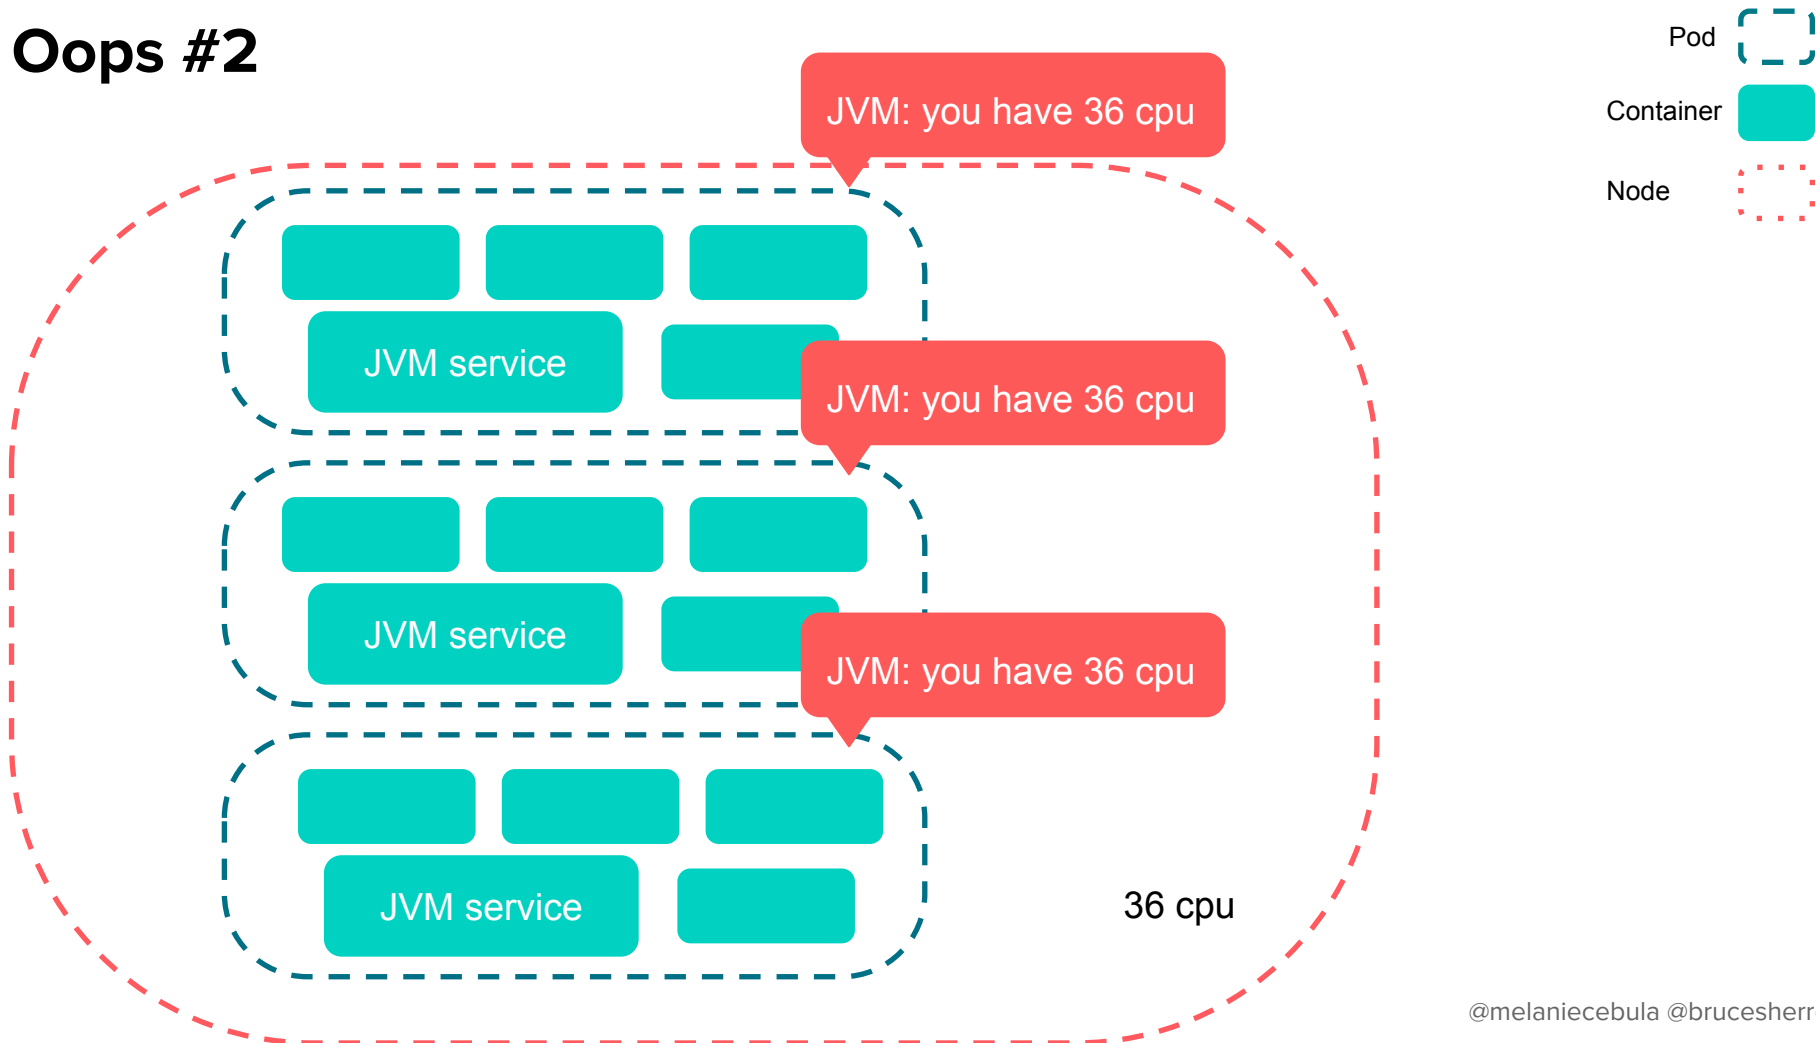 Oops #2
Pod
Container
Node
JVM: you have 36 cpu
JVM service
JVM: you have 36 cpu
JVM service
JVM: you have 36 cpu
JVM service
36 cpu
@melaniecebula @brucesherr